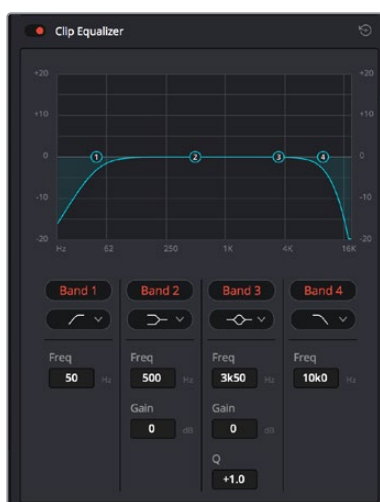 Clip Equalizer
+20 +20
+10 +10
0 0
-10 -10
-20 -20
Hz 62 250 1K 4K 16K
1 2 3 4
Band 1 Band 2 Band 3 Band 4
Freq Freq Freq Freq
50 Hz 500 Hz 3k50 Hz 10k0 Hz
Gain Gain
0 dB 0 dB
Q
+1.0